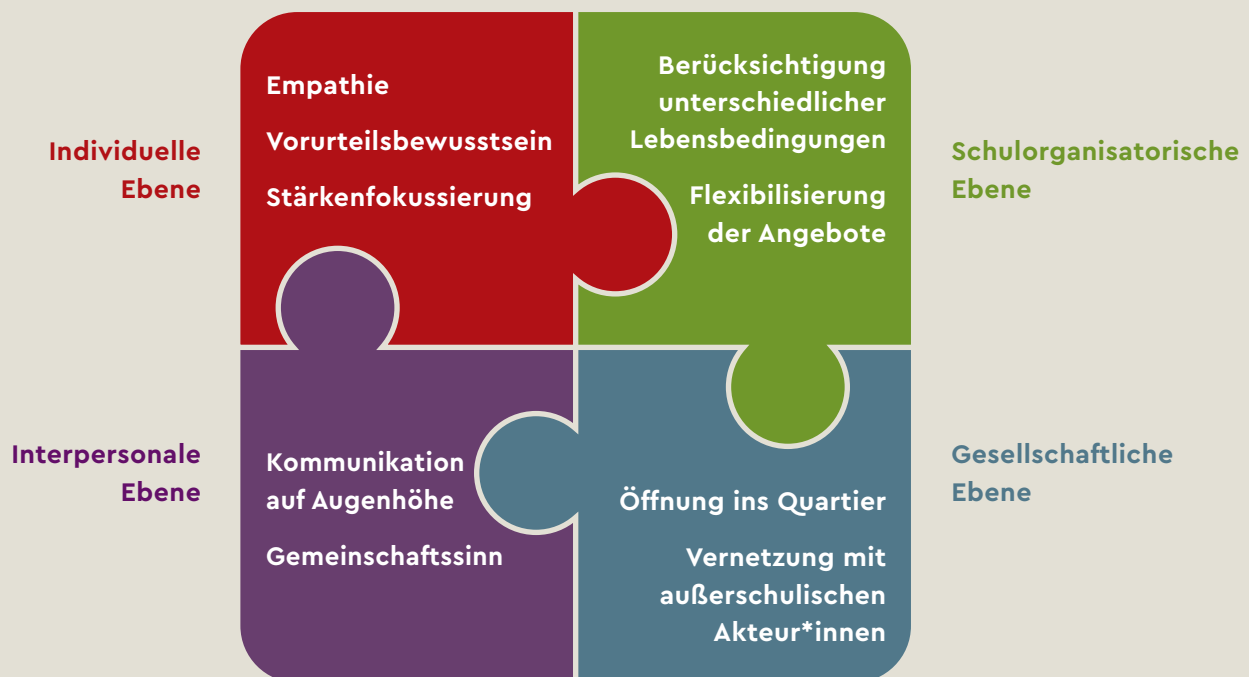 Individuelle
Ebene
Empathie
Vorurteilsbewusstsein
Stärkenfokussierung
Berücksichtigung
unterschiedlicher
Lebensbedingungen
Flexibilisierung
der Angebote
Schulorganisatorische
Ebene
Interpersonale
Ebene
Kommunikation
auf Augenhöhe
Gemeinschaftssinn
Öffnung ins Quartier
Vernetzung mit
außerschulischen
Akteur*innen
Gesellschaftliche
Ebene